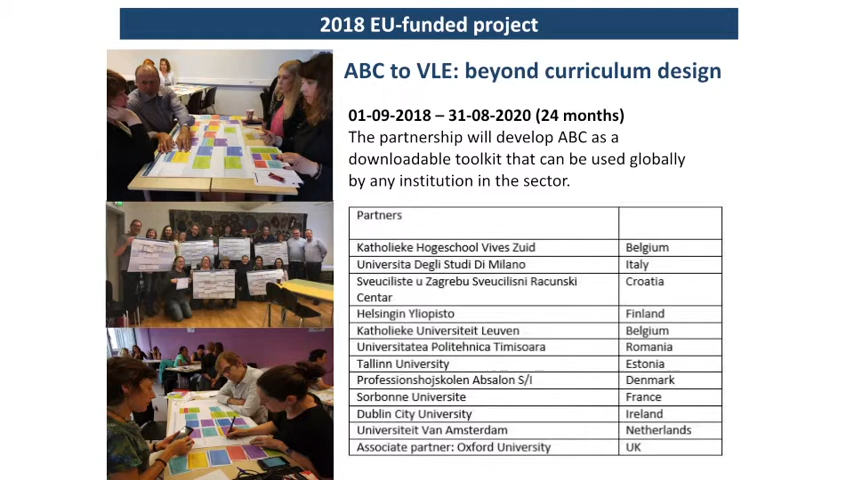 2018 EU-funded project
ABC to VLE: beyond curriculum design
01-09-2018 – 31-08-2020 (24 months)
The partnership will develop ABC as a
downloadable toolkit that can be used globally
by any institution in the sector.
Partners
Katholieke Hogeschool Vives Zuid Belgium
Universita Degli Studi Di Milano Italy
Sveuciliste u Zagrebu Sveucilisni Racunski Croatia
Centar
Helsingin Yliopisto Finland
Katholieke Universiteit Leuven Belgium
Universitatea Politehnica Timisoara Romania
Tallinn University Estonia
Professionshojskolen Absalon S/I Denmark
Sorbonne Universite France
Dublin City University Ireland
Universiteit Van Amsterdam Netherlands
Associate partner: Oxford University UK